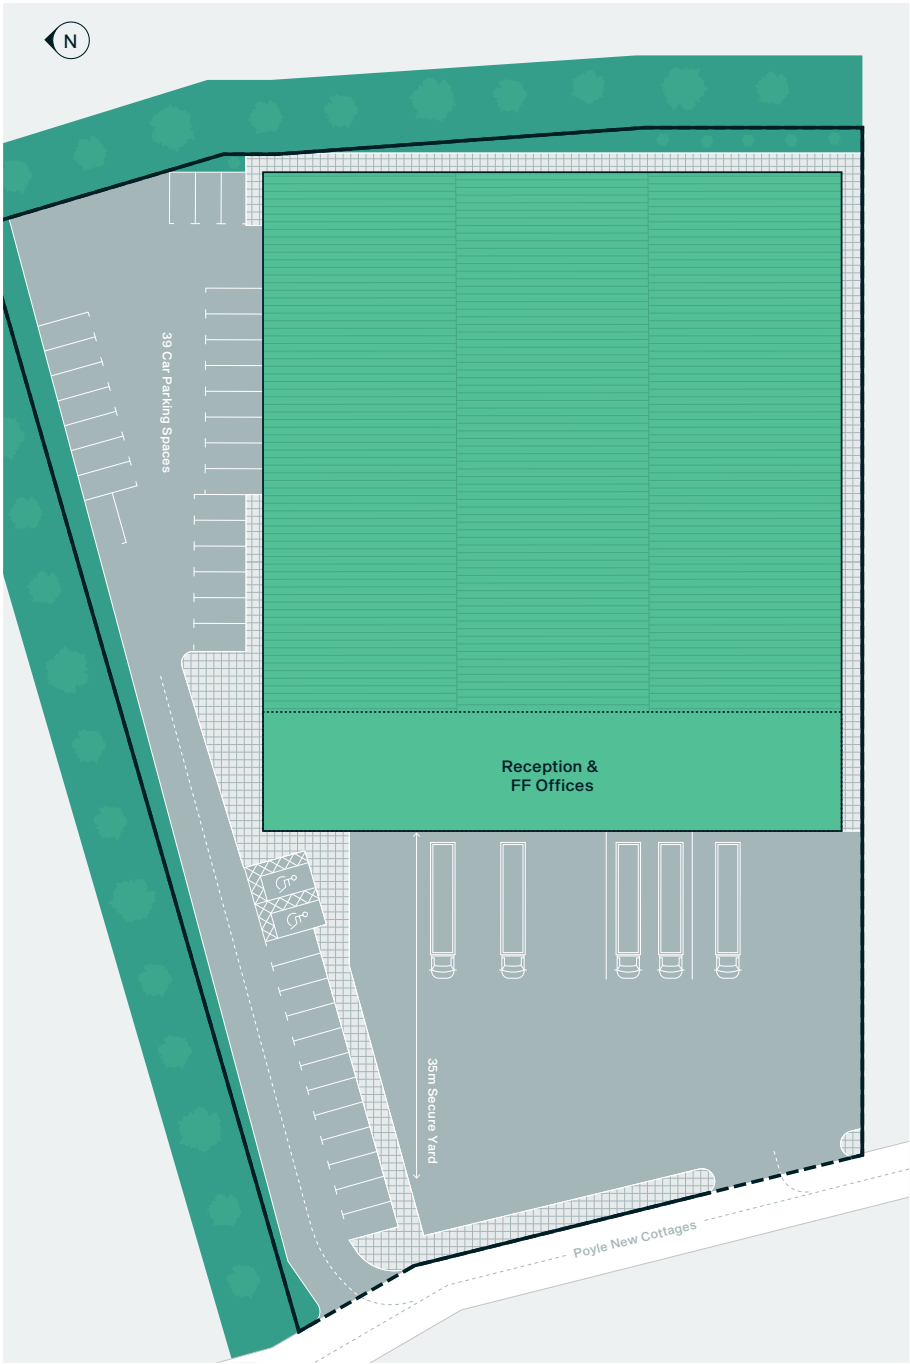 N
39 Car Parking Spaces
Reception &
FF Offices
35m Secure Yard
Poyle New Cottages